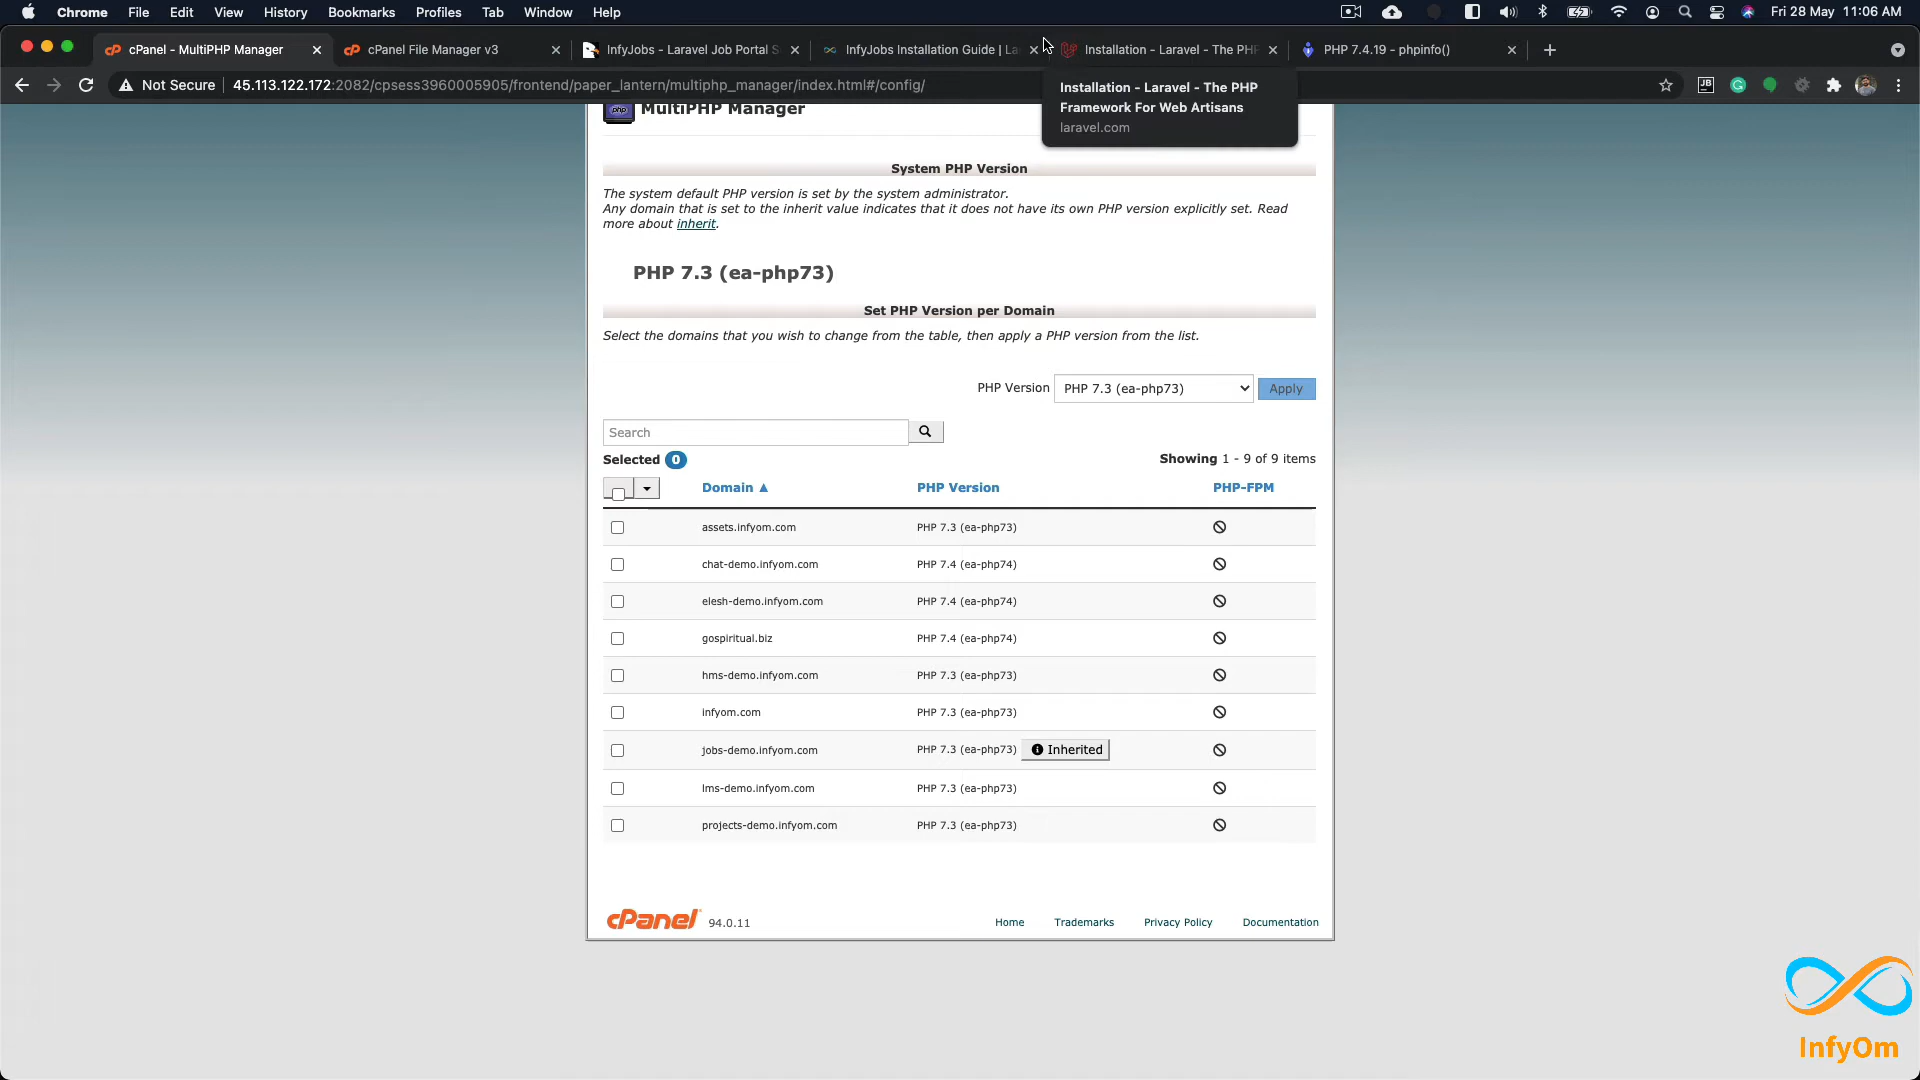 Chrome File Edit View History Bookmarks Profiles Tab Window Help Fri 28 May 11:06 AM
cPanel - MultiPHP Manager cPanel File Manager v3 InfyJobs - Laravel Job Portal S InfyJobs Installation Guide | La Installation - Laravel - The PHP PHP 7.4.19 - phpinfo()
Not Secure 45.113.122.172:2082/cpsess3960005905/frontend/paper_lantern/multiphp_manager/index.html#/config/
Installation - Laravel - The PHP
Framework For Web Artisans
laravel.com
php MultiPHP Manager
System PHP Version
The system default PHP version is set by the system administrator.
Any domain that is set to the inherit value indicates that it does not have its own PHP version explicitly set. Read
more about inherit.
PHP 7.3 (ea-php73)
Set PHP Version per Domain
Select the domains that you wish to change from the table, then apply a PHP version from the list.
PHP Version PHP 7.3 (ea-php73) Apply
Search
Selected 0 Showing 1 - 9 of 9 items
Domain ▲ PHP Version PHP-FPM
assets.infyom.com PHP 7.3 (ea-php73)
chat-demo.infyom.com PHP 7.4 (ea-php74)
elesh-demo.infyom.com PHP 7.4 (ea-php74)
gospiritual.biz PHP 7.4 (ea-php74)
hms-demo.infyom.com PHP 7.3 (ea-php73)
infyom.com PHP 7.3 (ea-php73)
jobs-demo.infyom.com PHP 7.3 (ea-php73) Inherited
lms-demo.infyom.com PHP 7.3 (ea-php73)
projects-demo.infyom.com PHP 7.3 (ea-php73)
cPanel 94.0.11 Home Trademarks Privacy Policy Documentation
InfyOm